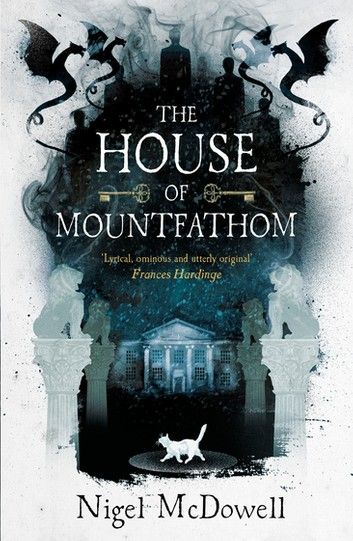 THE
HOUSE
OF
MOUNTFATHOM
'Lyrical, ominous and utterly original'
Frances Hardinge
Nigel McDowell